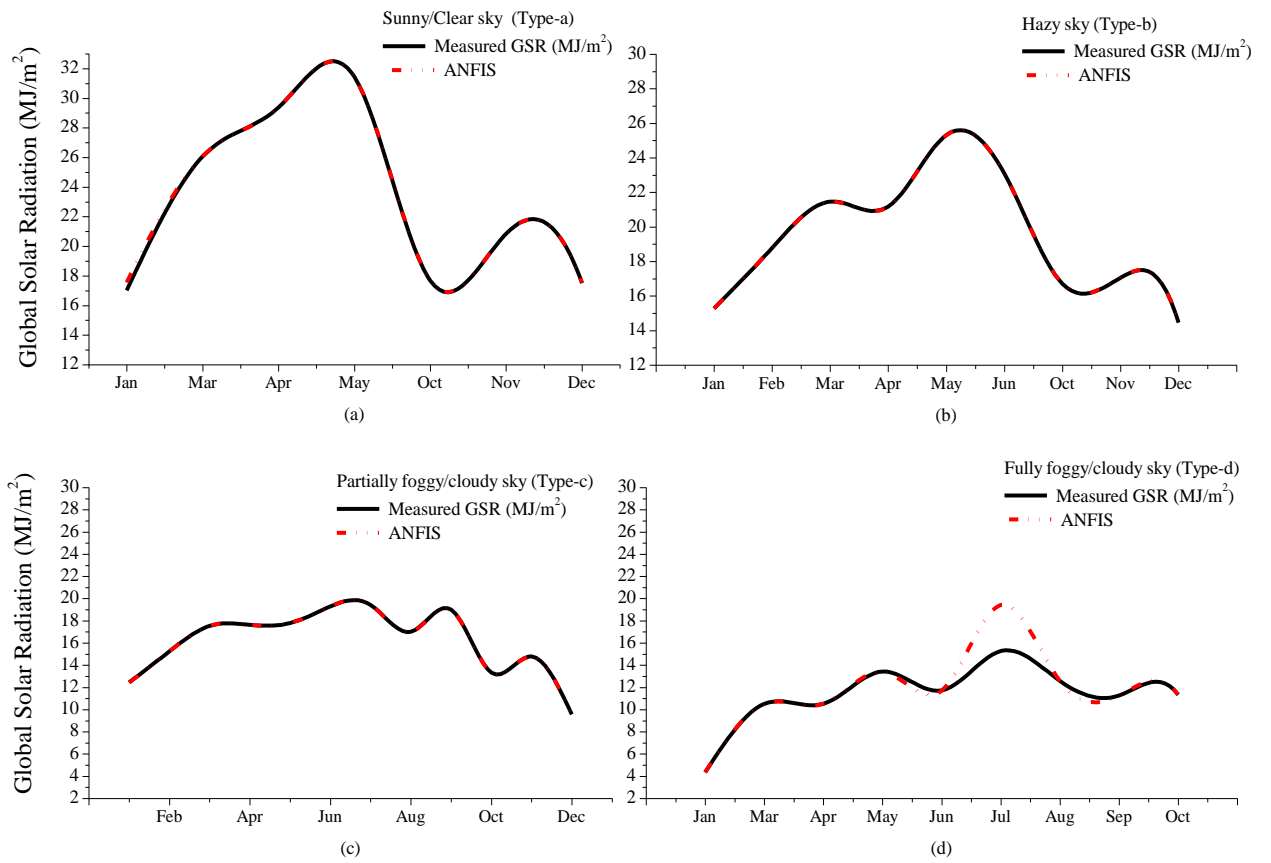 Sunny/Clear sky (Type-a)
Measured GSR (MJ/m²)
ANFIS
Global Solar Radiation (MJ/m²)
32
30
28
26
24
22
20
18
16
14
12
Jan Mar Apr May Oct Nov Dec
(a)
Hazy sky (Type-b)
Measured GSR (MJ/m²)
ANFIS
30
28
26
24
22
20
18
16
14
12
Jan Feb Mar Apr May Jun Oct Nov Dec
(b)
Partially foggy/cloudy sky (Type-c)
Measured GSR (MJ/m²)
ANFIS
Global Solar Radiation (MJ/m²)
30
28
26
24
22
20
18
16
14
12
10
8
6
4
2
Feb Apr Jun Aug Oct Dec
(c)
Fully foggy/cloudy sky (Type-d)
Measured GSR (MJ/m²)
ANFIS
30
28
26
24
22
20
18
16
14
12
10
8
6
4
2
Jan Mar Apr May Jun Jul Aug Sep Oct
(d)